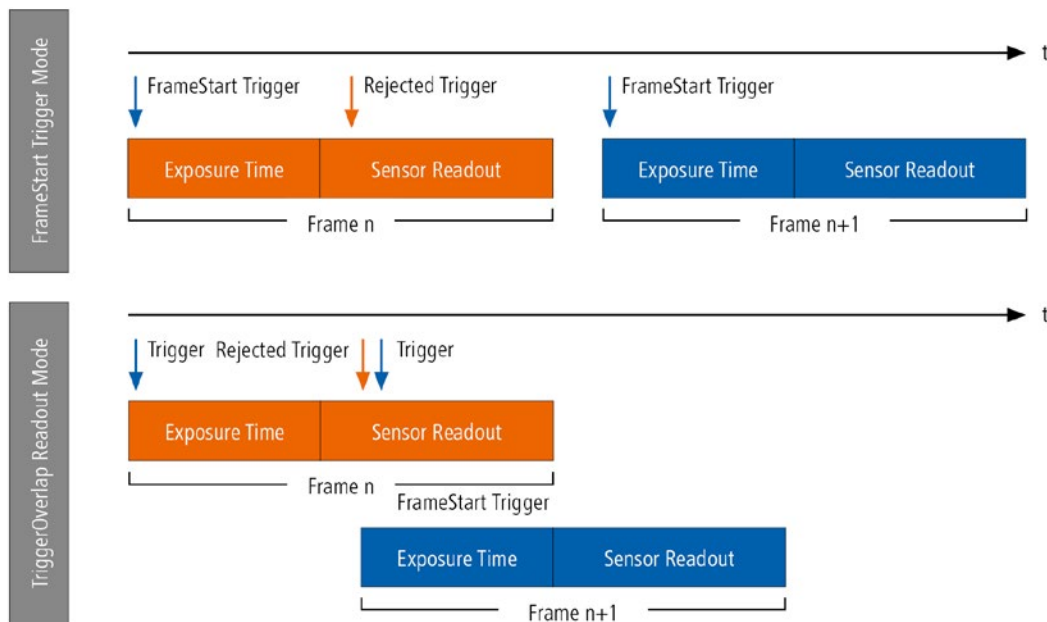 FrameStart Trigger Mode
t
FrameStart Trigger
Rejected Trigger
FrameStart Trigger
Exposure Time
Sensor Readout
Exposure Time
Sensor Readout
Frame n
Frame n+1
TriggerOverlap Readout Mode
t
Trigger
Rejected Trigger
Trigger
Exposure Time
Sensor Readout
Frame n
FrameStart Trigger
Exposure Time
Sensor Readout
Frame n+1